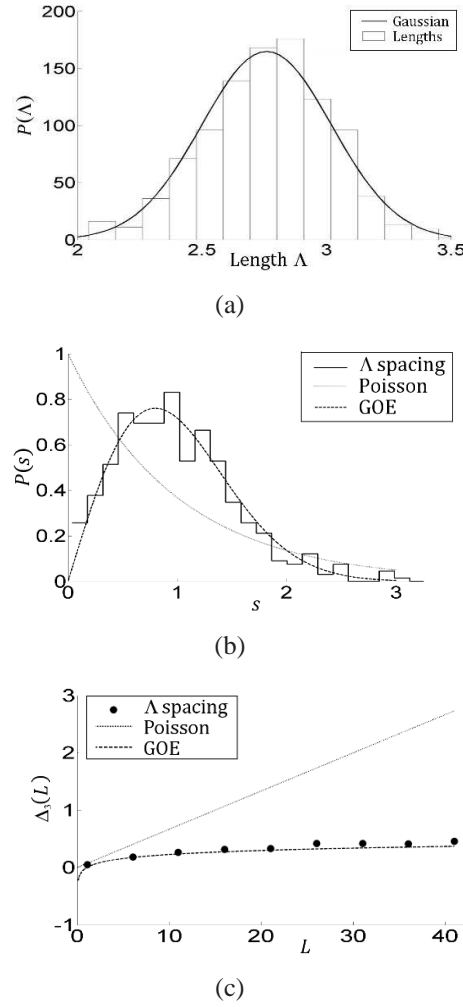 200
150
100
50
0
P(Λ)
Gaussian
Lengths
2
2.5
3
3.5
Length Λ
(a)
1
0.8
0.6
0.4
0.2
0
P(s)
Λ spacing
Poisson
GOE
0
1
2
3
s
(b)
3
2
1
0
-1
Δ₃(L)
Λ spacing
Poisson
GOE
0
10
20
30
40
L
(c)